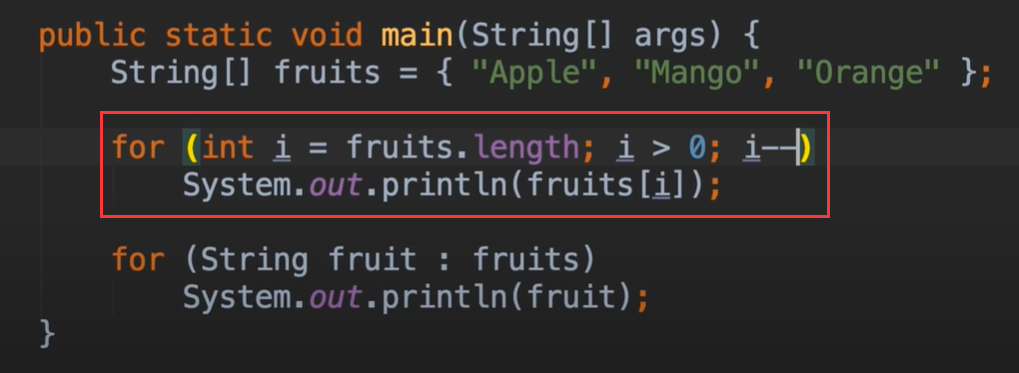 public static void main(String[] args) {
String[] fruits = { "Apple", "Mango", "Orange" };
for (int i = fruits.length; i > 0; i--)
System.out.println(fruits[i]);
for (String fruit : fruits)
System.out.println(fruit);
}